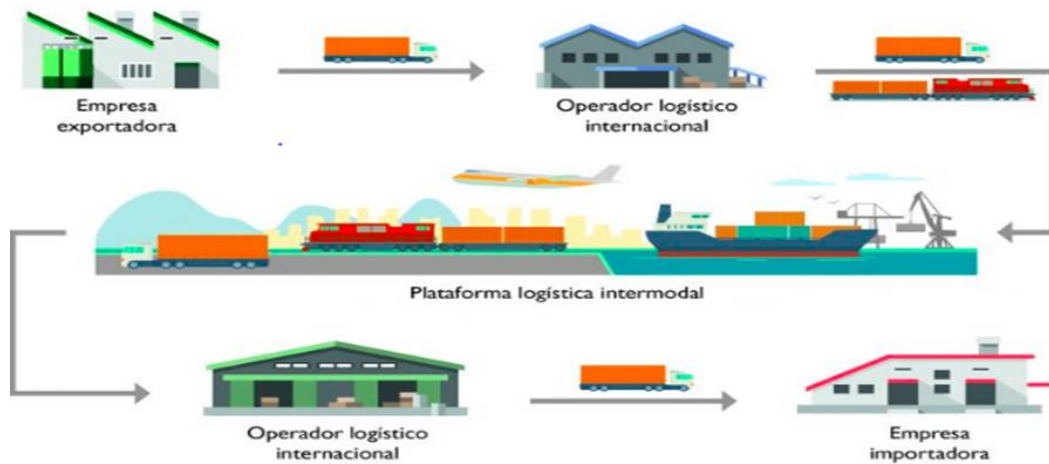 Empresa
exportadora
Operador logístico
internacional
Plataforma logística intermodal
Operador logístico
internacional
Empresa
importadora